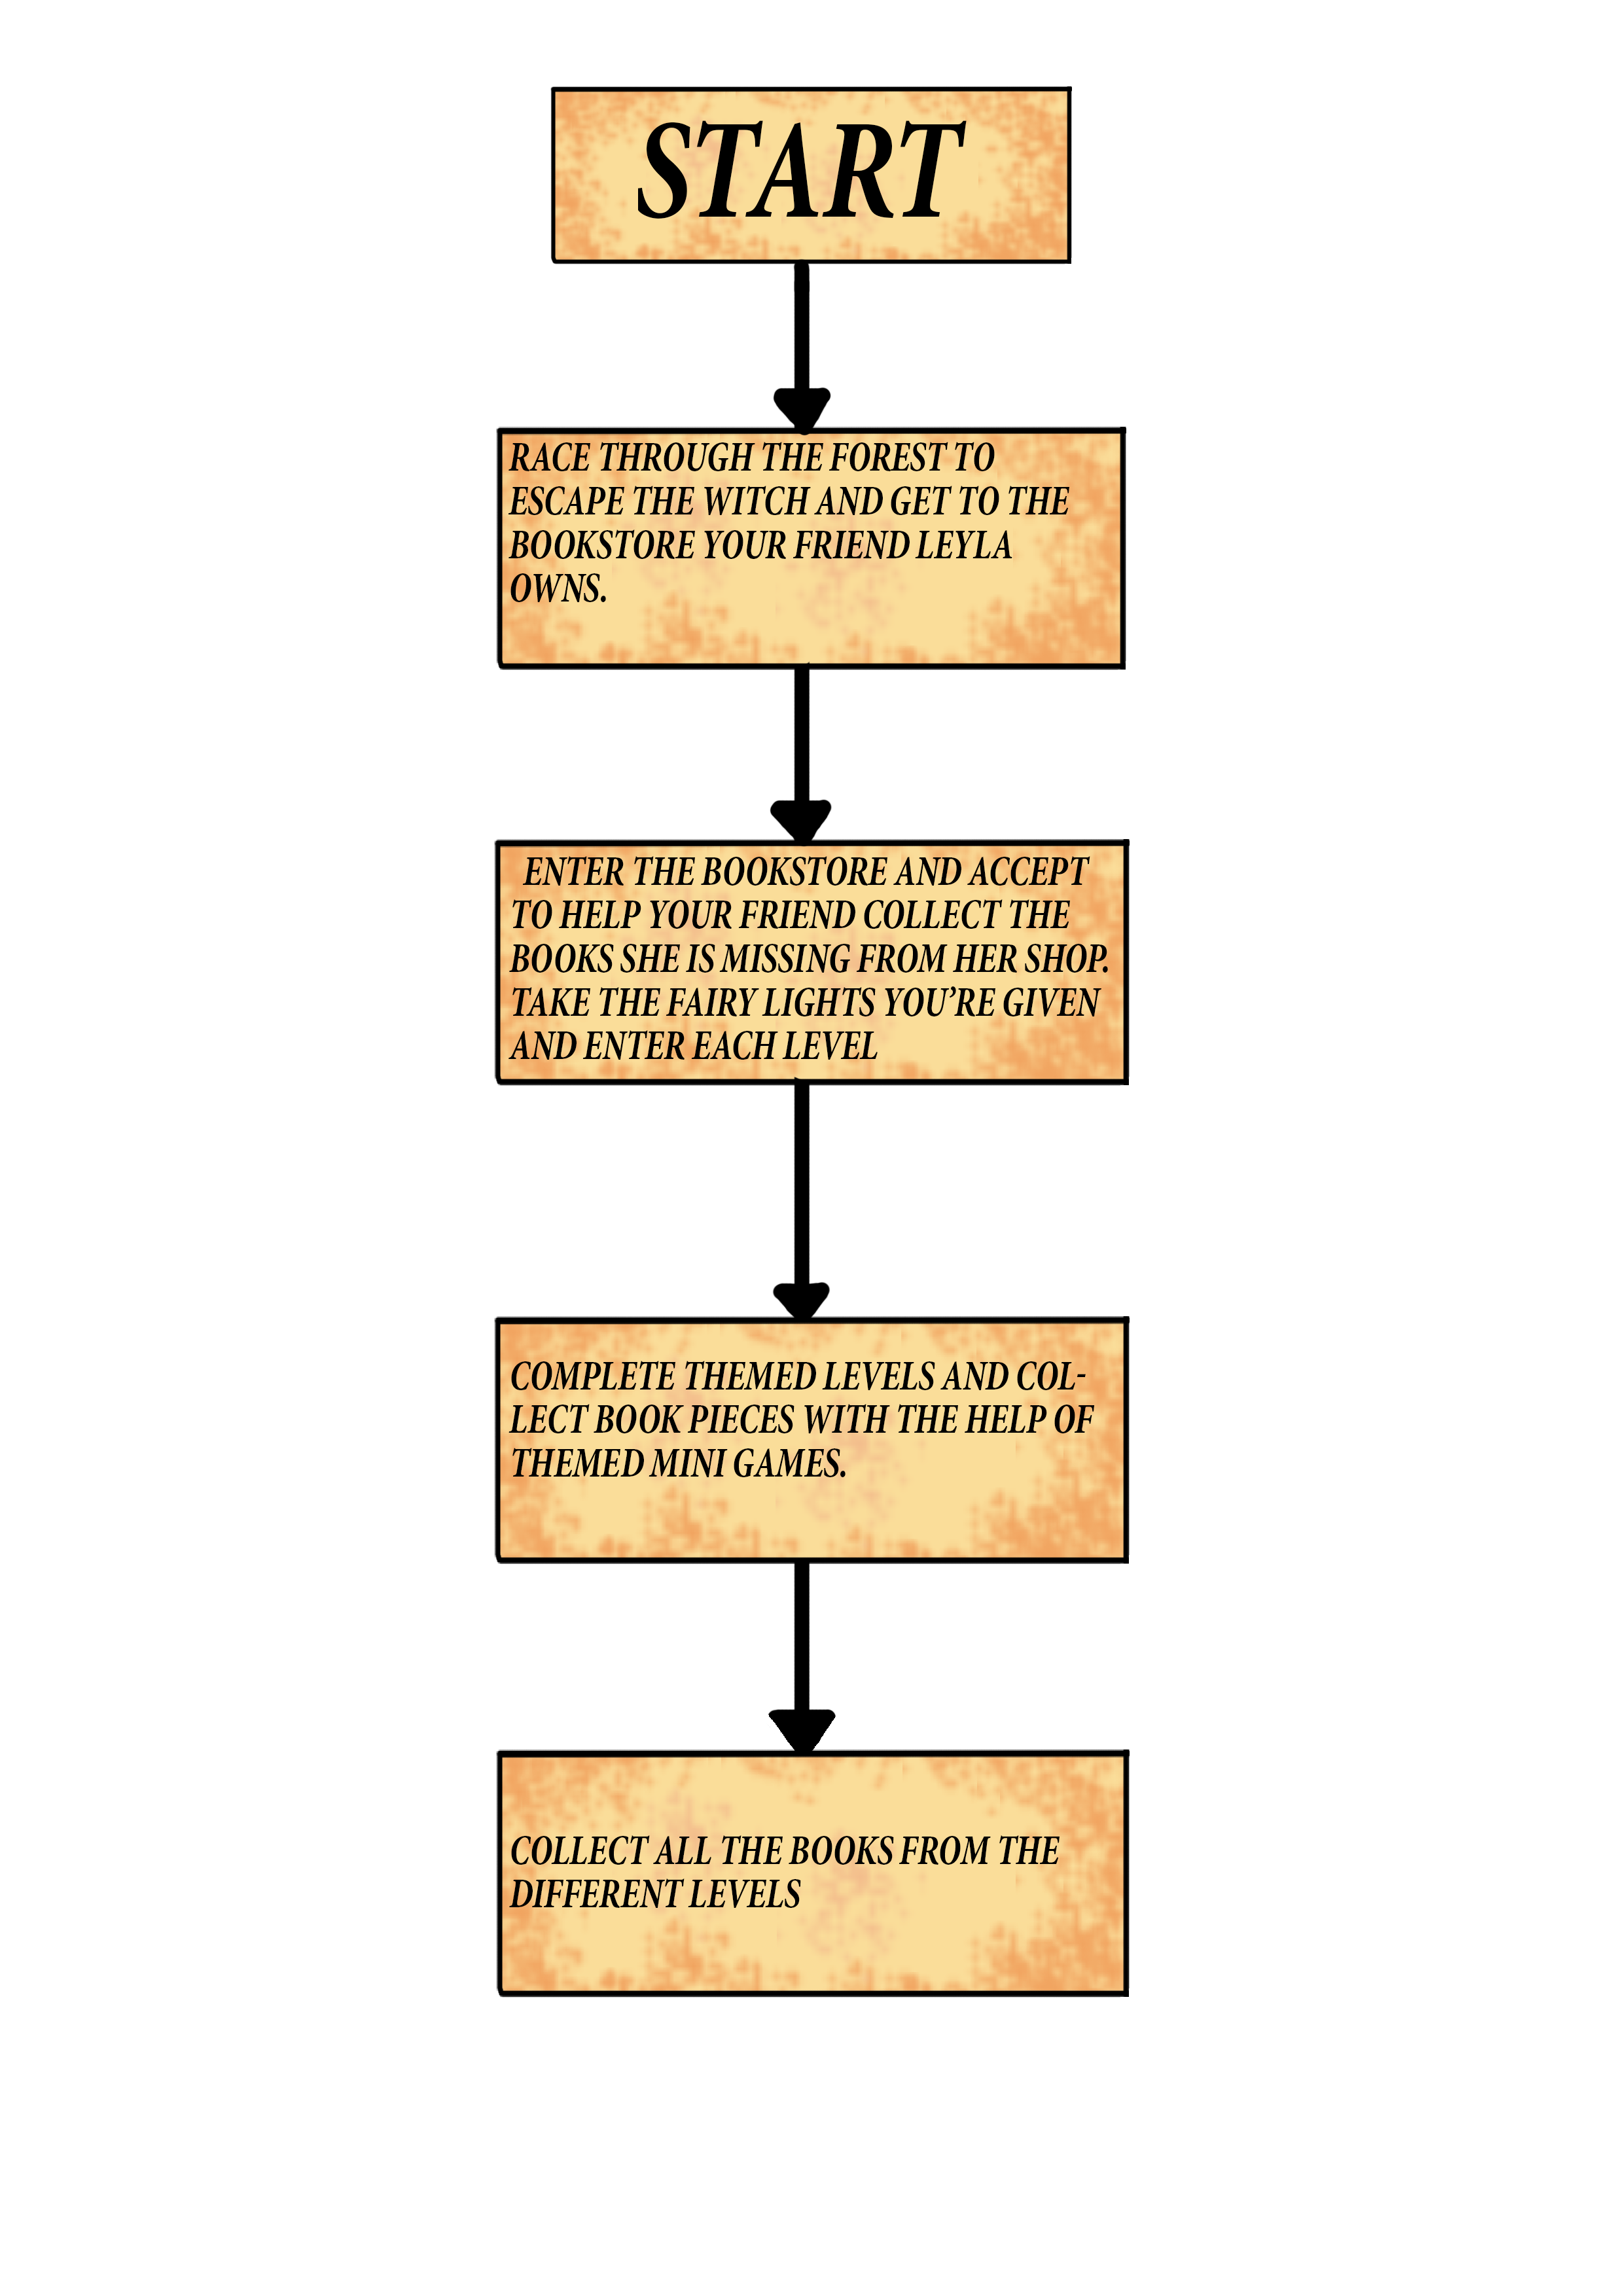 START
RACE THROUGH THE FOREST TO
ESCAPE THE WITCH AND GET TO THE
BOOKSTORE YOUR FRIEND LEYLA
OWNS.
ENTER THE BOOKSTORE AND ACCEPT
TO HELP YOUR FRIEND COLLECT THE
BOOKS SHE IS MISSING FROM HER SHOP.
TAKE THE FAIRY LIGHTS YOU’RE GIVEN
AND ENTER EACH LEVEL
COMPLETE THEMED LEVELS AND COL-
LECT BOOK PIECES WITH THE HELP OF
THEMED MINI GAMES.
COLLECT ALL THE BOOKS FROM THE
DIFFERENT LEVELS